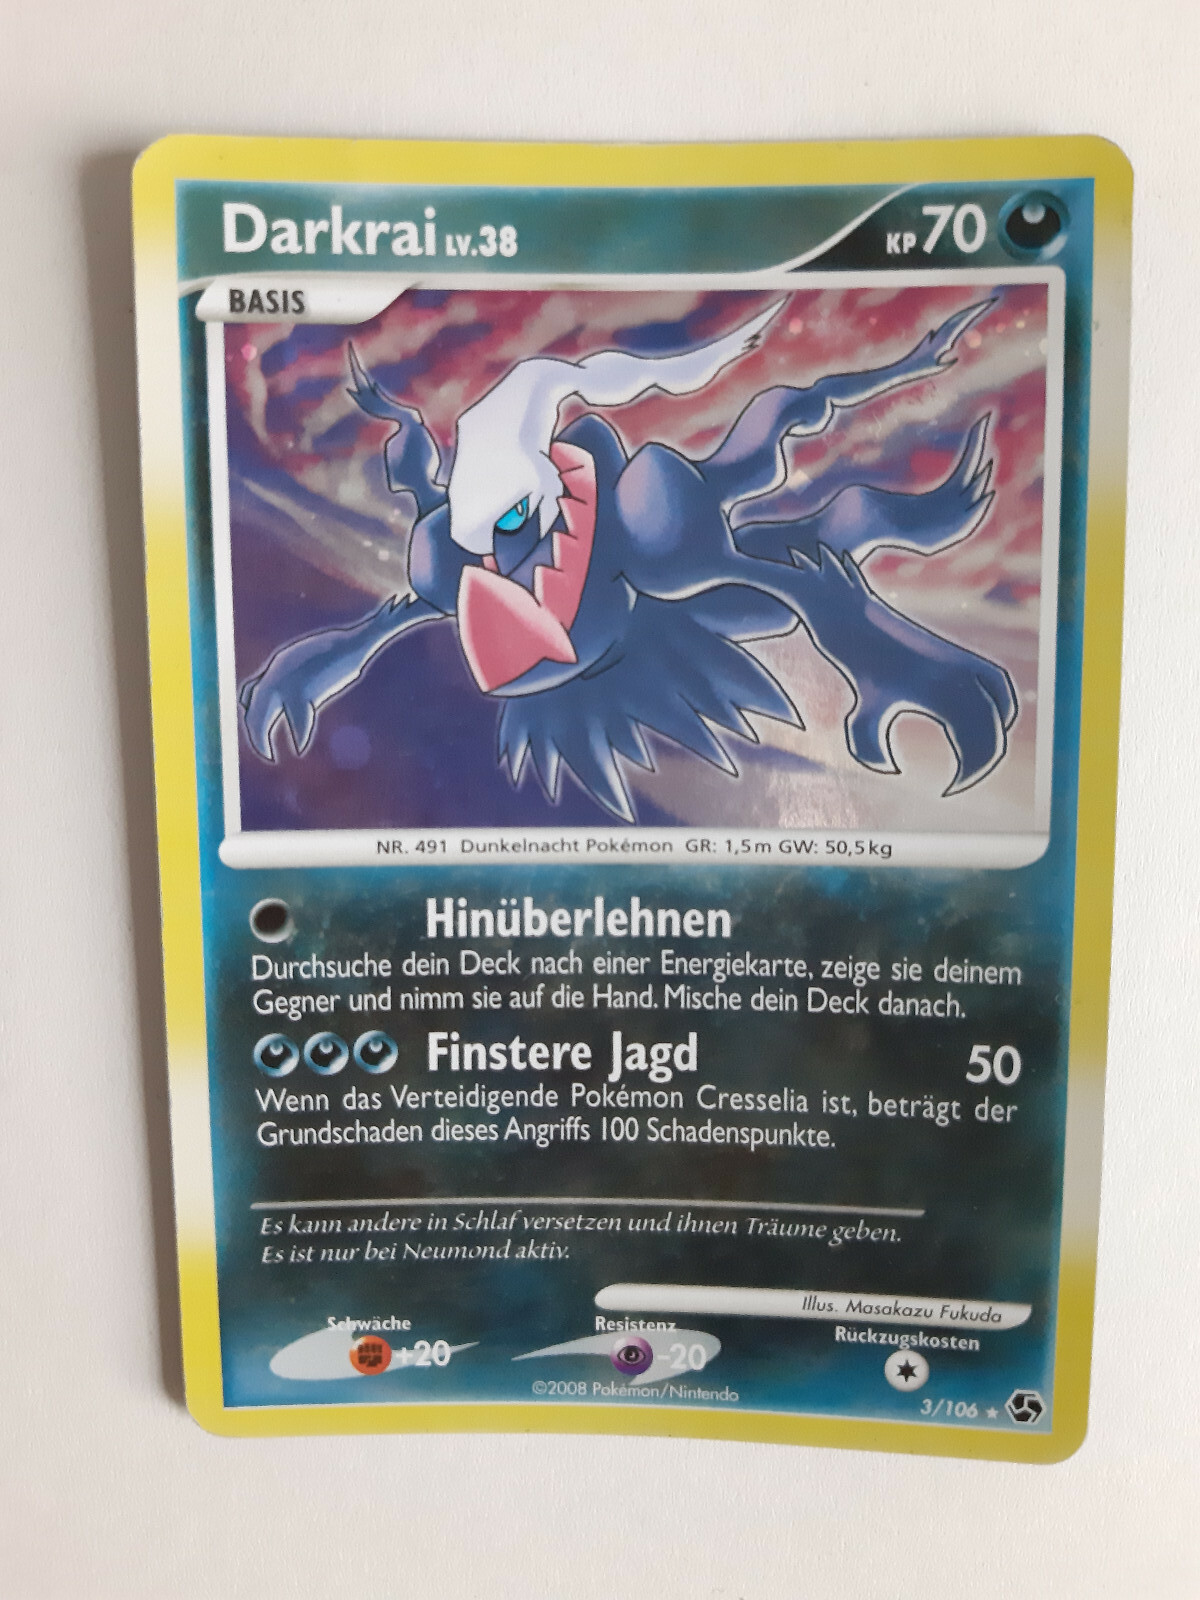 Darkrai LV.38 KP 70
BASIS
NR. 491 Dunkelnacht Pokémon GR: 1,5m GW: 50,5kg
Hinüberlehnen
Durchsuche dein Deck nach einer Energiekarte, zeige sie deinem
Gegner und nimm sie auf die Hand. Mische dein Deck danach.
Finstere Jagd 50
Wenn das Verteidigende Pokémon Cresselia ist, beträgt der
Grundschaden dieses Angriffs 100 Schadenspunkte.
Es kann andere in Schlaf versetzen und ihnen Träume geben.
Es ist nur bei Neumond aktiv.
Illus. Masakazu Fukuda
Schwäche Resistenz Rückzugskosten
+20 -20
©2008 Pokémon/Nintendo
3/106 ★